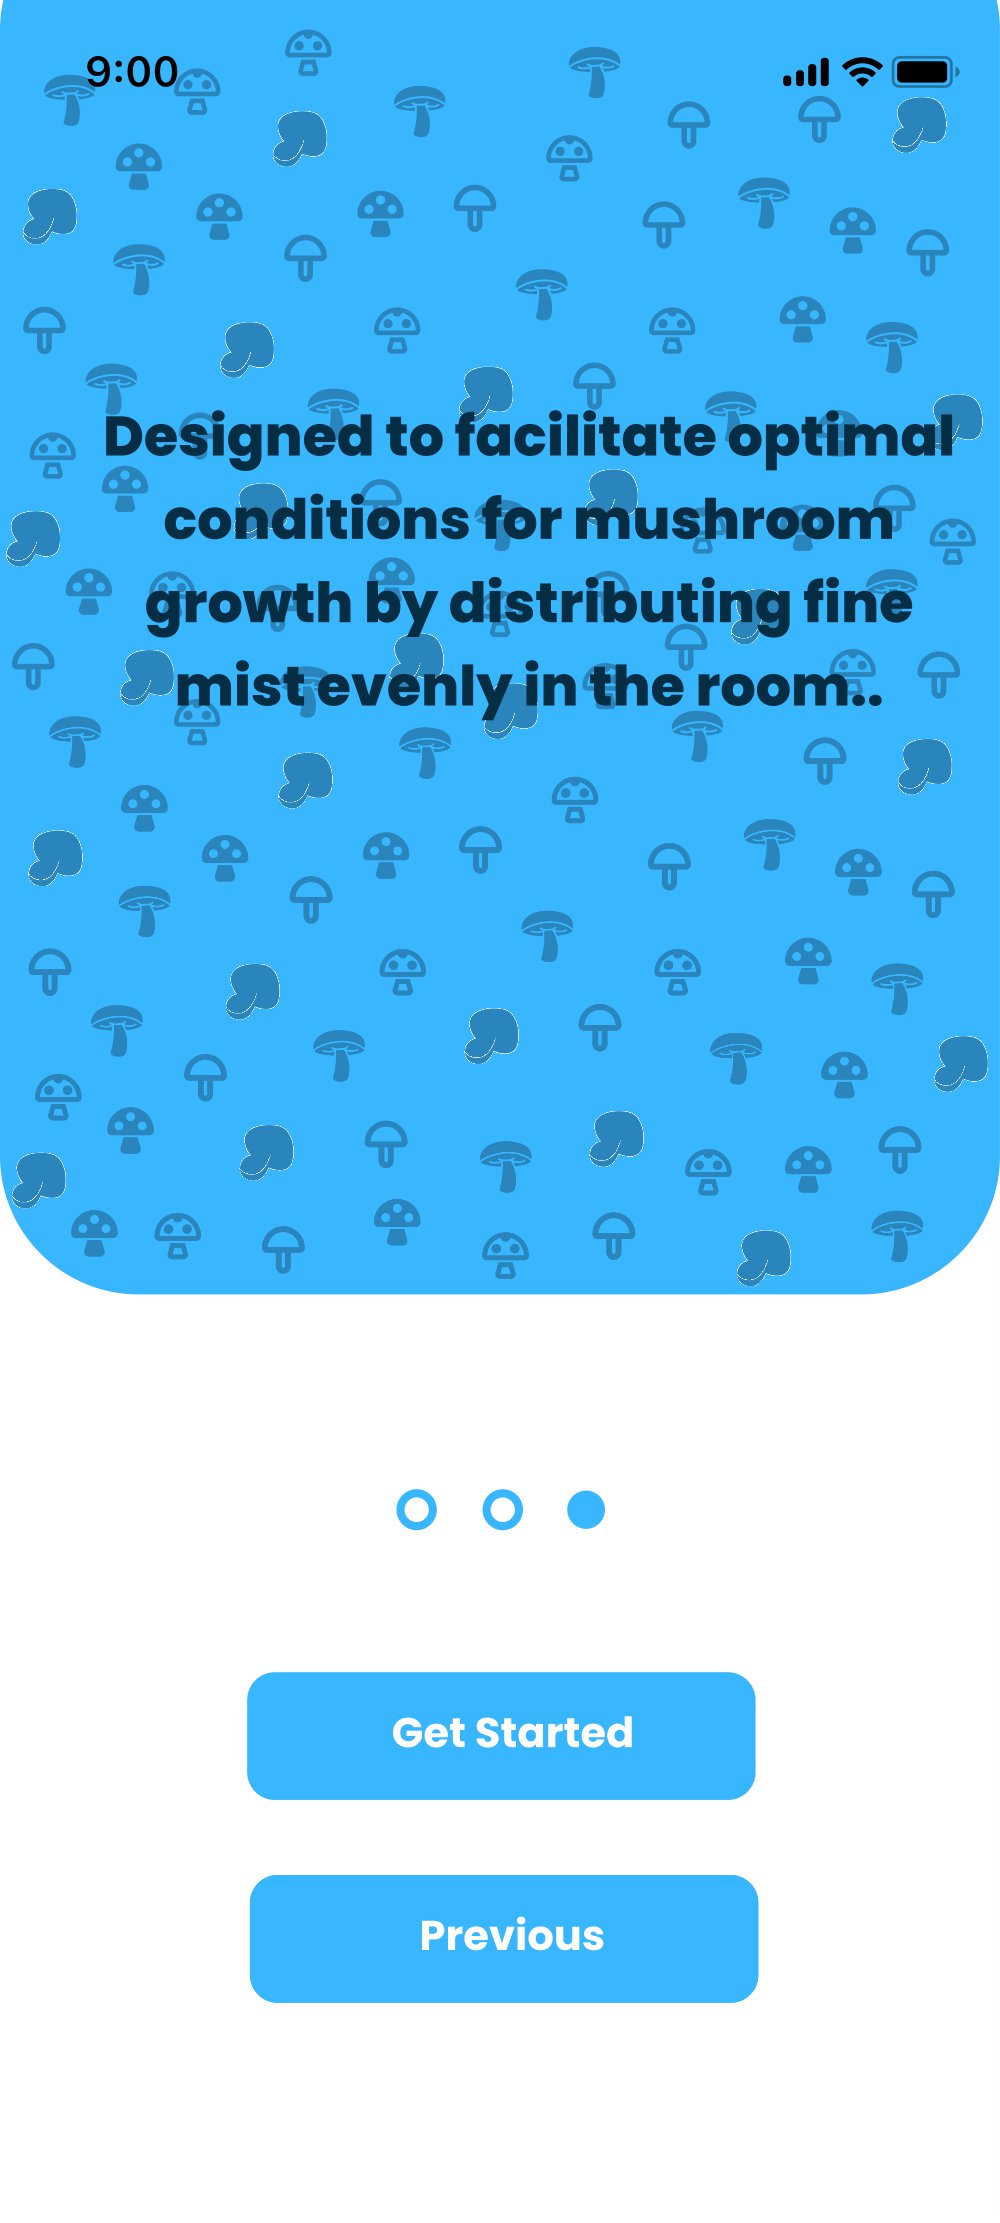 9:00
Designed to facilitate optimal
conditions for mushroom
growth by distributing fine
mist evenly in the room..
Get Started
Previous